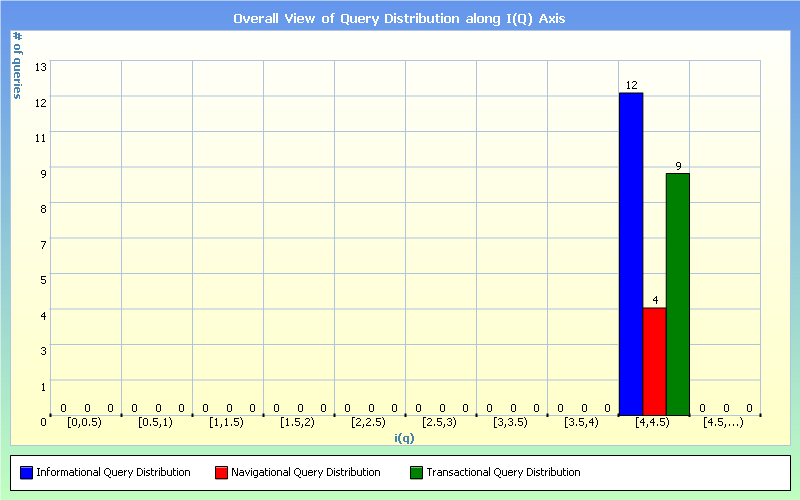 Overall View of Query Distribution along I(Q) Axis
# of queries
13
12
11
9
8
7
5
4
3
1
0
12
4
9
0 0 0 0 0 0 0 0 0 0 0 0 0 0 0 0 0 0 0 0 0 0 0 0 0 0 0
[0,0.5) [0.5,1) [1,1.5) [1.5,2) [2,2.5) [2.5,3) [3,3.5) [3.5,4) [4,4.5) [4.5,...)
i(q)
Informational Query Distribution Navigational Query Distribution Transactional Query Distribution